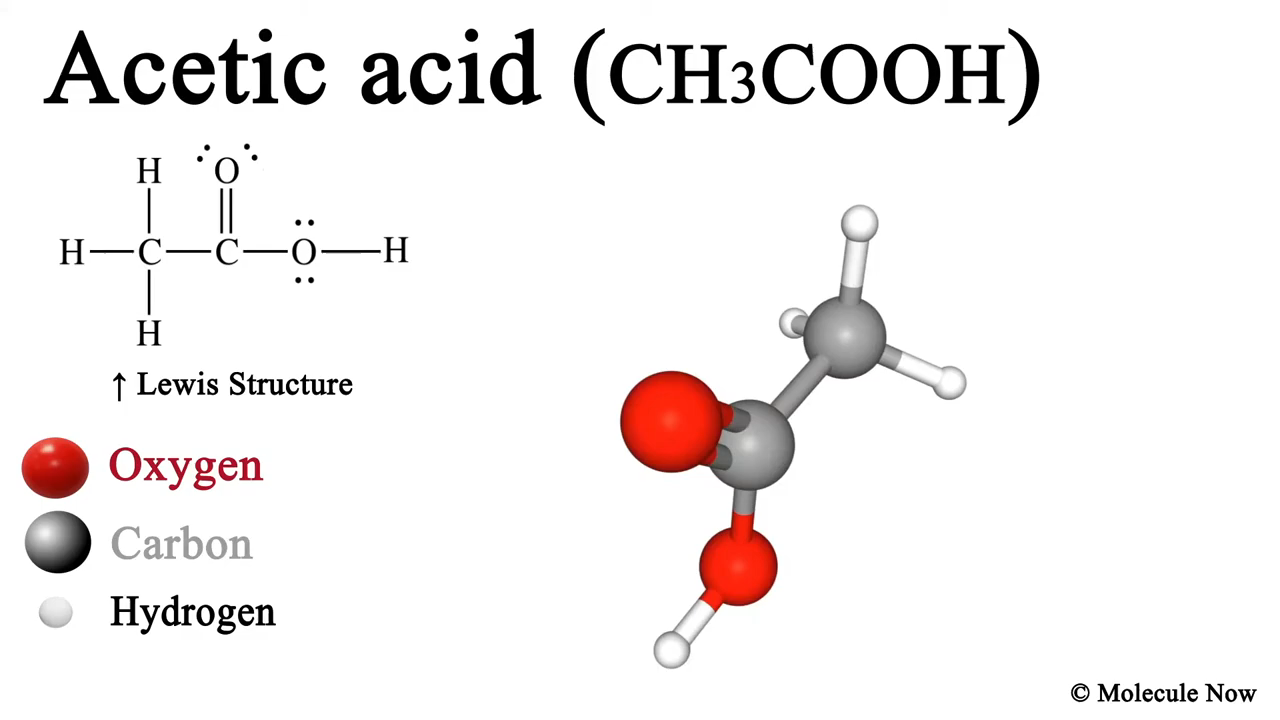 Acetic acid (CH3COOH)
H O
H C C O H
H
↑ Lewis Structure
Oxygen
Carbon
Hydrogen
© Molecule Now